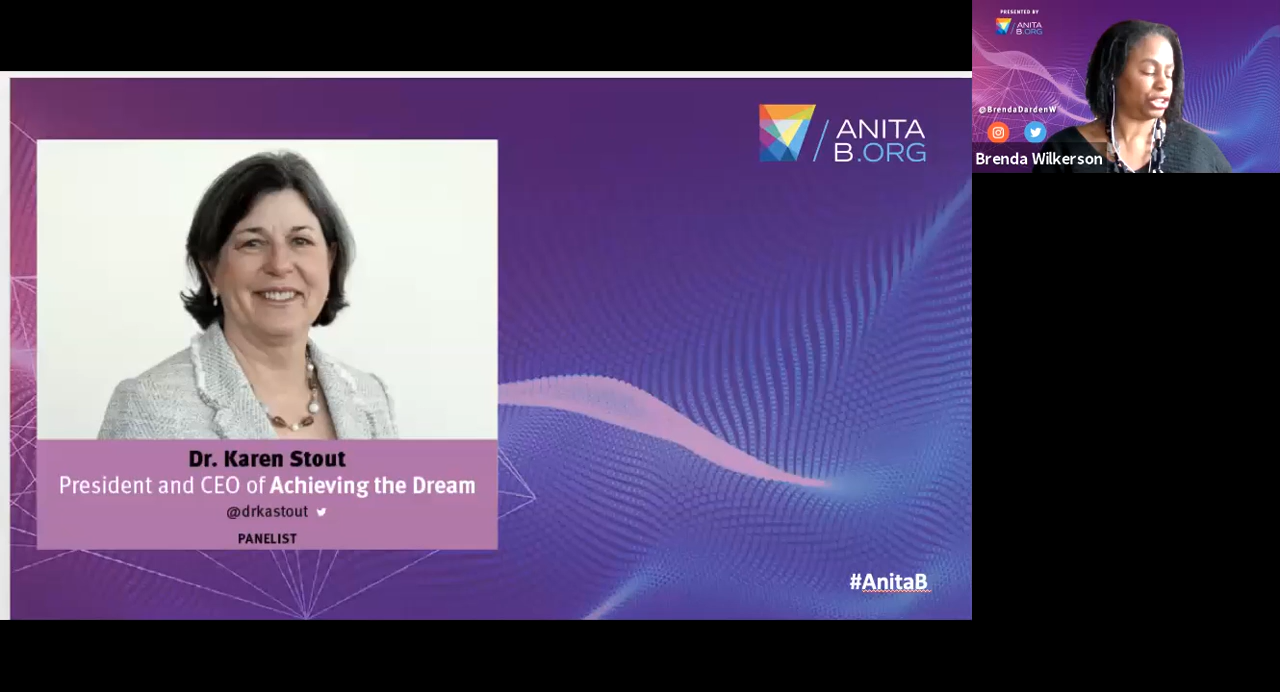 ANITA
B.ORG
Dr. Karen Stout
President and CEO of Achieving the Dream
@drkastout
PANELIST
#AnitaB
PRESENTED BY
ANITA
B.ORG
@BrendaDardenW
Brenda Wilkerson